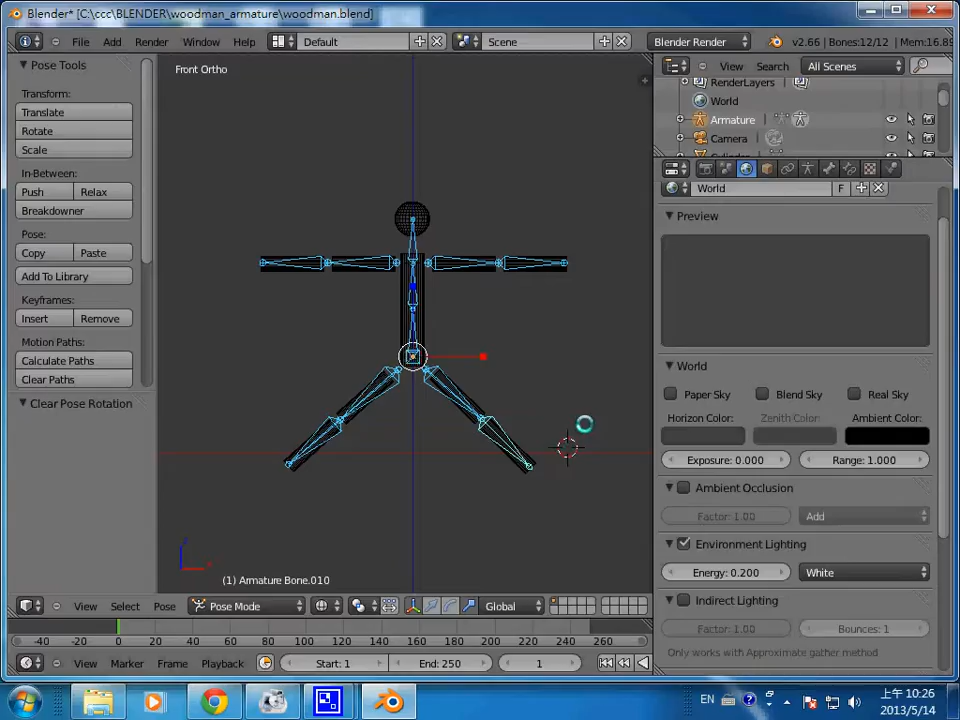 Blender* [C:\ccc\BLENDER\woodman_armature\woodman.blend]
File Add Render Window Help Default Scene Blender Render v2.66 | Bones:12/12 | Mem:16.89
Pose Tools
Transform:
Translate
Rotate
Scale
In-Between:
Push Relax
Breakdowner
Pose:
Copy Paste
Add To Library
Keyframes:
Insert Remove
Motion Paths:
Calculate Paths
Clear Paths
Clear Pose Rotation
Front Ortho
(1) Armature Bone.010
View Search All Scenes
RenderLayers
World
Armature
Camera
World F
Preview
World
Paper Sky Blend Sky Real Sky
Horizon Color: Zenith Color: Ambient Color:
Exposure: 0.000 Range: 1.000
Ambient Occlusion
Factor: 1.00 Add
Environment Lighting
Energy: 0.200 White
Indirect Lighting
Factor: 1.00 Bounces: 1
Only works with Approximate gather method
View Select Pose Pose Mode Global
-40 -20 0 20 40 60 80 100 120 140 160 180 200 220 240 260
View Marker Frame Playback Start: 1 End: 250 1
EN
上午 10:26
2013/5/14